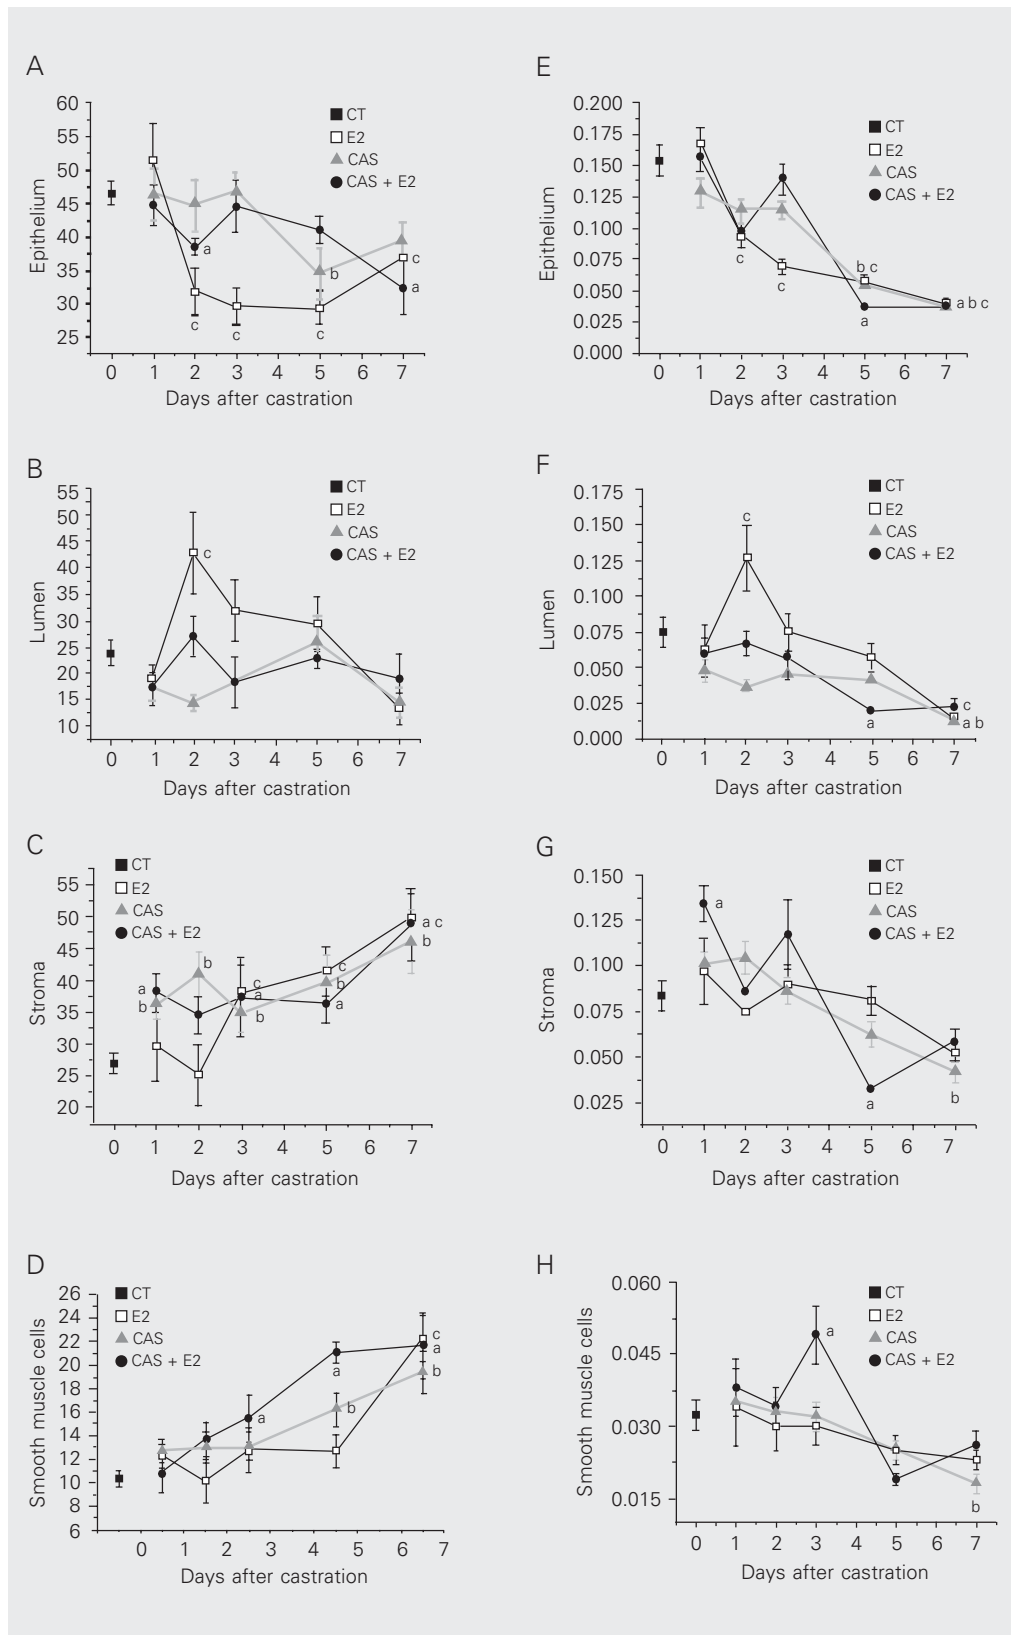 A
60
55
50
45
40
35
30
25
Epithelium
CT
E2
CAS
CAS + E2
a
c
c
c
b
c
a
0 1 2 3 4 5 6 7
Days after castration
E
0.200
0.175
0.150
0.125
0.100
0.075
0.050
0.025
0.000
Epithelium
CT
E2
CAS
CAS + E2
c
c
b c
a
a b c
0 1 2 3 4 5 6 7
Days after castration
B
55
50
45
40
35
30
25
20
15
10
Lumen
CT
E2
CAS
CAS + E2
c
0 1 2 3 4 5 6 7
Days after castration
F
0.175
0.150
0.125
0.100
0.075
0.050
0.025
0.000
Lumen
CT
E2
CAS
CAS + E2
c
a
c
a b
0 1 2 3 4 5 6 7
Days after castration
C
55
50
45
40
35
30
25
20
Stroma
CT
E2
CAS
CAS + E2
a
b
b
c
a
b
c
b
a
a c
b
0 1 2 3 4 5 6 7
Days after castration
G
0.150
0.125
0.100
0.075
0.050
0.025
Stroma
CT
E2
CAS
CAS + E2
a
a
b
0 1 2 3 4 5 6 7
Days after castration
D
26
24
22
20
18
16
14
12
10
8
6
Smooth muscle cells
CT
E2
CAS
CAS + E2
a
a
b
c
a
b
0 1 2 3 4 5 6 7
Days after castration
H
0.060
0.045
0.030
0.015
Smooth muscle cells
CT
E2
CAS
CAS + E2
a
b
0 1 2 3 4 5 6 7
Days after castration